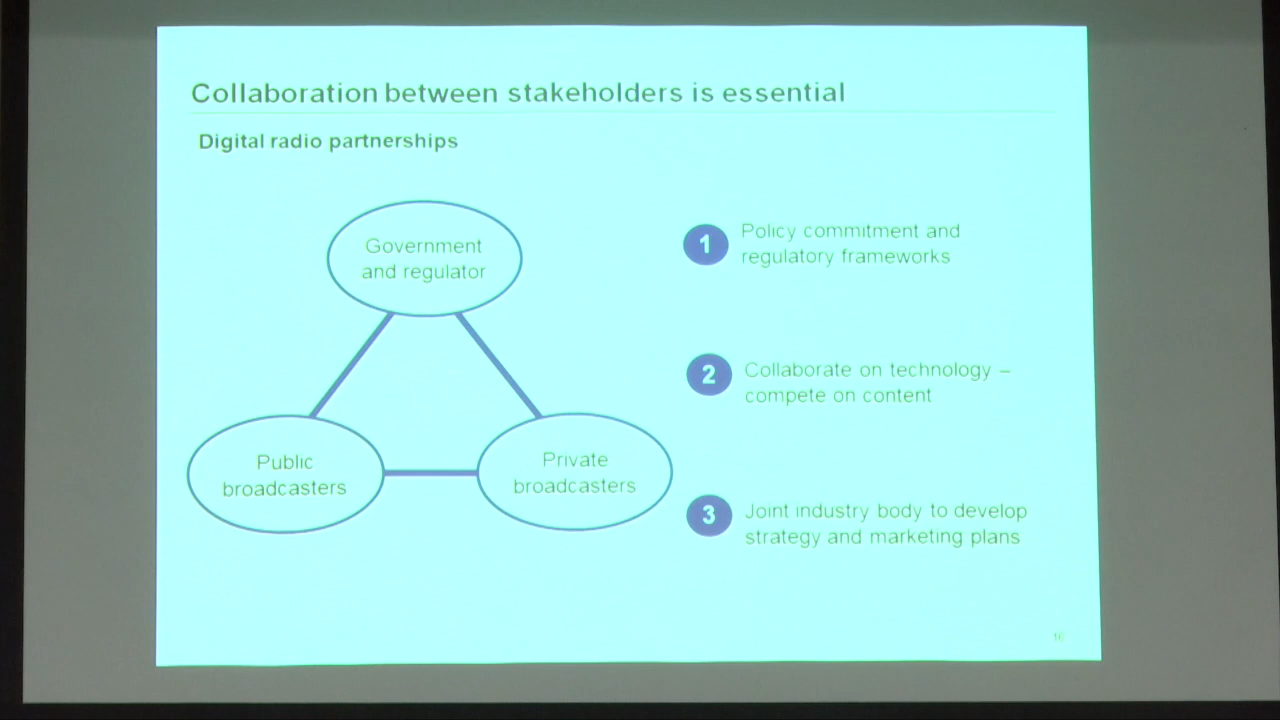 Collaboration between stakeholders is essential
Digital radio partnerships
Government
and regulator
Public
broadcasters
Private
broadcasters
1
Policy commitment and
regulatory frameworks
2
Collaborate on technology –
compete on content
3
Joint industry body to develop
strategy and marketing plans